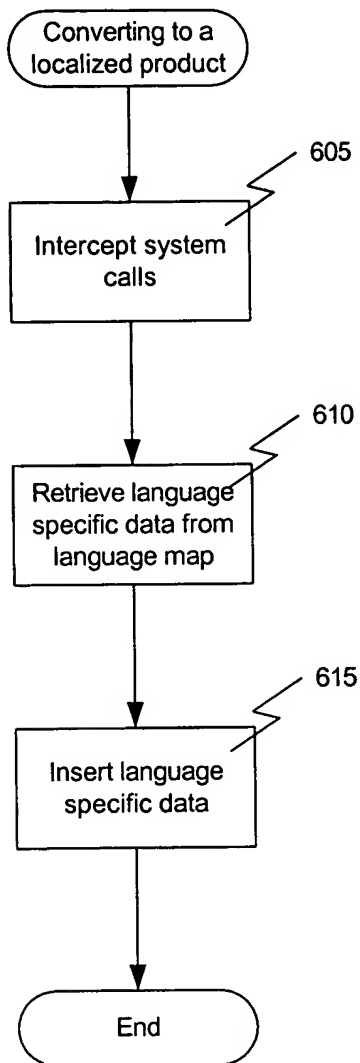 Converting to a
localized product
605
Intercept system
calls
610
Retrieve language
specific data from
language map
615
Insert language
specific data
End